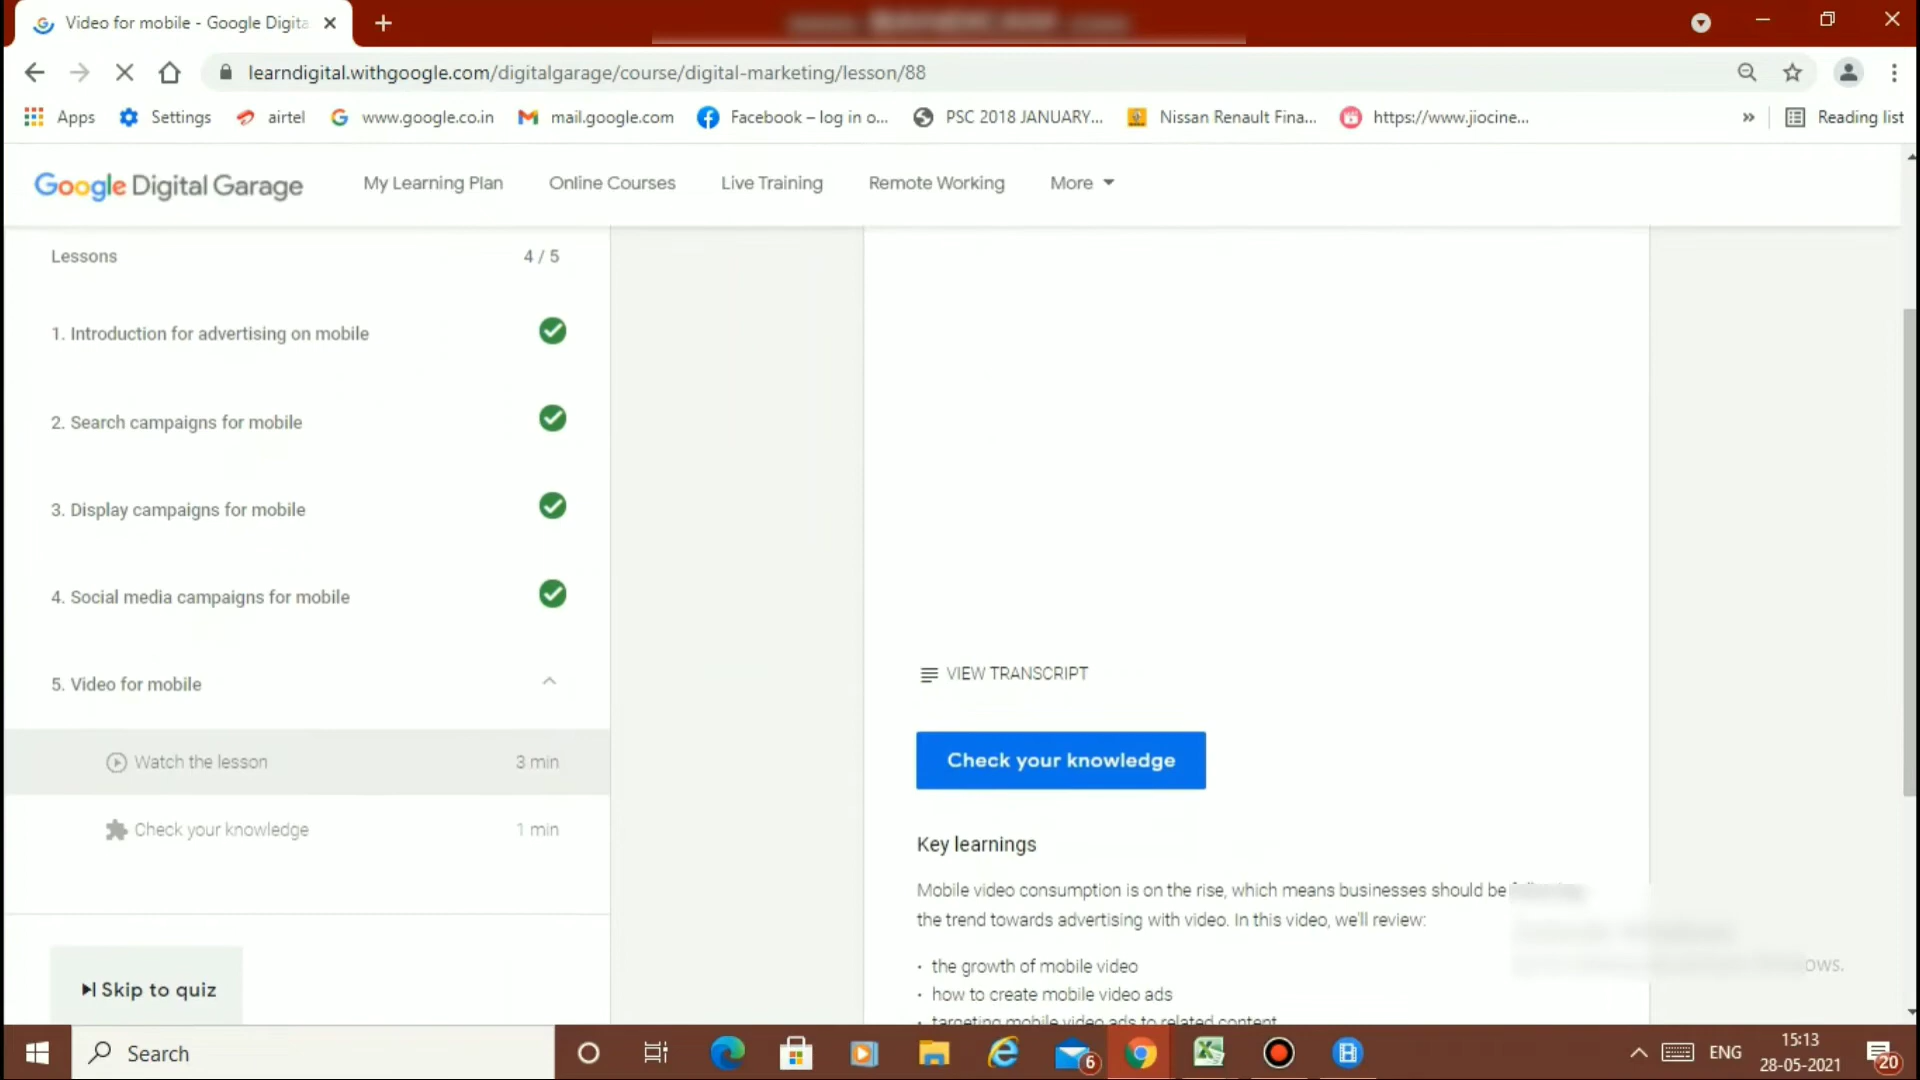 Video for mobile - Google Digita
learndigital.withgoogle.com/digitalgarage/course/digital-marketing/lesson/88
Apps
Settings
airtel
www.google.co.in
mail.google.com
Facebook – log in o...
PSC 2018 JANUARY...
Nissan Renault Fina...
https://www.jiocine...
»
Reading list
Google Digital Garage
My Learning Plan
Online Courses
Live Training
Remote Working
More
Lessons
4 / 5
1. Introduction for advertising on mobile
2. Search campaigns for mobile
3. Display campaigns for mobile
4. Social media campaigns for mobile
5. Video for mobile
Watch the lesson
3 min
Check your knowledge
1 min
Skip to quiz
VIEW TRANSCRIPT
Check your knowledge
Key learnings
Mobile video consumption is on the rise, which means businesses should be
the trend towards advertising with video. In this video, we'll review:
· the growth of mobile video
· how to create mobile video ads
· targeting mobile video ads to related content
Search
6
ENG
15:13
28-05-2021
20